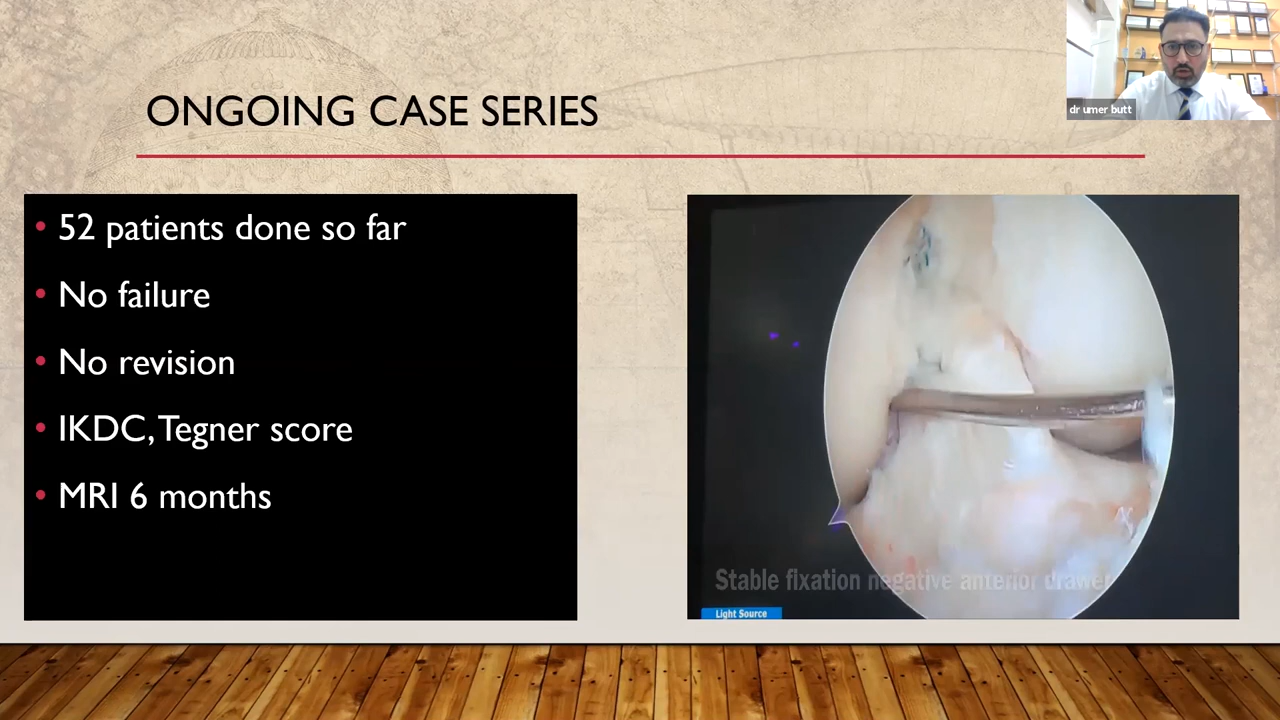 dr umer butt
ONGOING CASE SERIES
• 52 patients done so far
• No failure
• No revision
• IKDC, Tegner score
• MRI 6 months
Stable fixation negative anterior drawer
Light Source